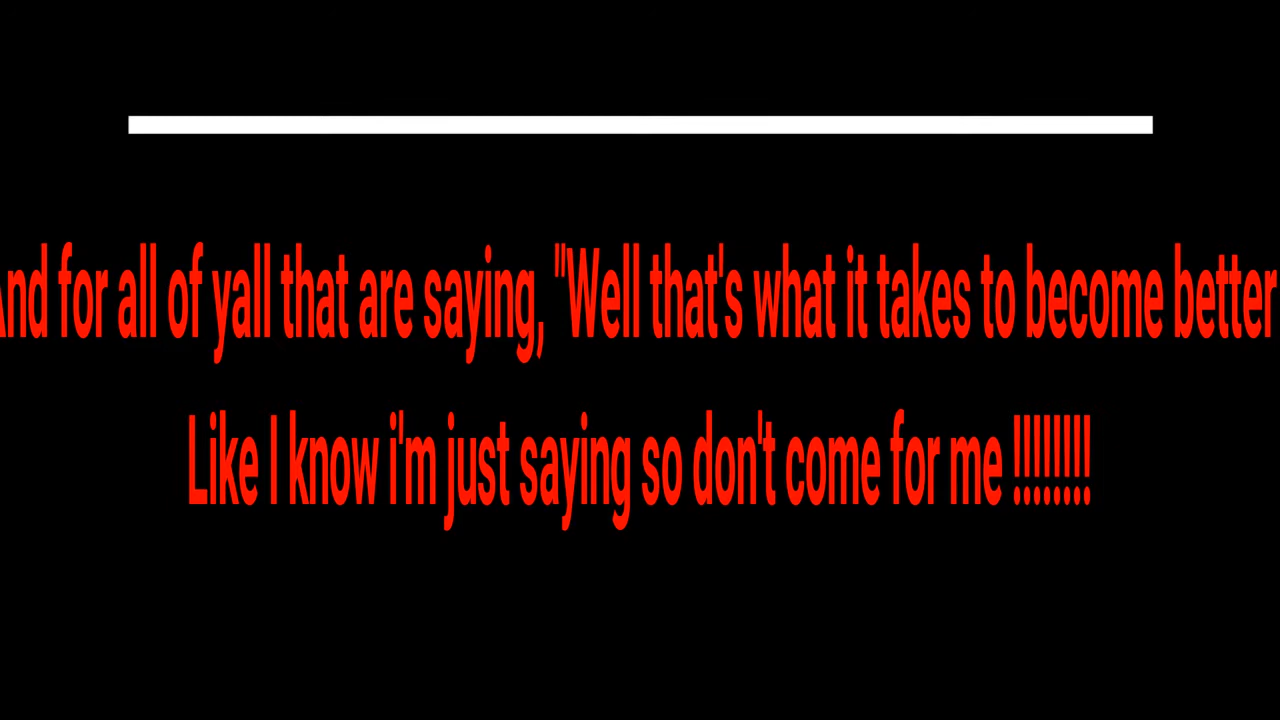 And for all of yall that are saying, "Well that's what it takes to become better
Like I know i'm just saying so don't come for me !!!!!!!!